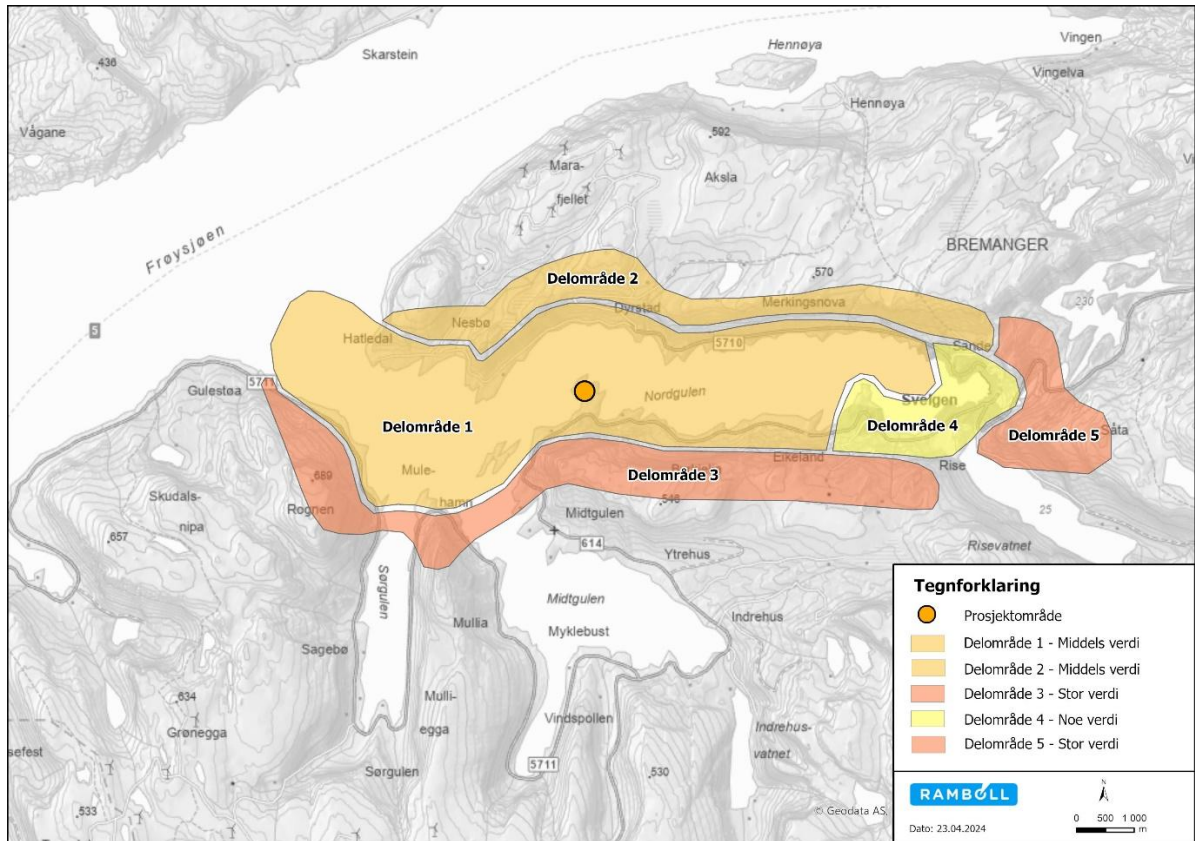 Skarstein
436
Vågane
Hennøya
Vingen
Vingelva
Hennøya
592
Mara-
fjellet
Aksla
Frøysjøen
BREMANGER
5
570
230
Delområde 2
Dyrstad
Merkingsnova
Nesbø
Hatledal
5710
Sande
Gulestøa
5711
Nordgulen
Svelgen
Delområde 1
Delområde 4
Delområde 5
Såta
Eikeland
Rise
Mule-
hamn
Delområde 3
689
546
Rognen
Skudals-
nipa
657
Midtgulen
614
Ytrehus
25
Risevatnet
Sørgulen
Midtgulen
Myklebust
Mullia
Indrehus
Sagebø
634
Grønegga
Mulli-
egga
Vindspollen
Indrehus-
vatnet
sefest
Sørgulen
5711
530
533
© Geodata AS
Tegnforklaring
Prosjektområde
Delområde 1 - Middels verdi
Delområde 2 - Middels verdi
Delområde 3 - Stor verdi
Delområde 4 - Noe verdi
Delområde 5 - Stor verdi
RAMBOLL
N
Dato: 23.04.2024
0 500 1 000
m